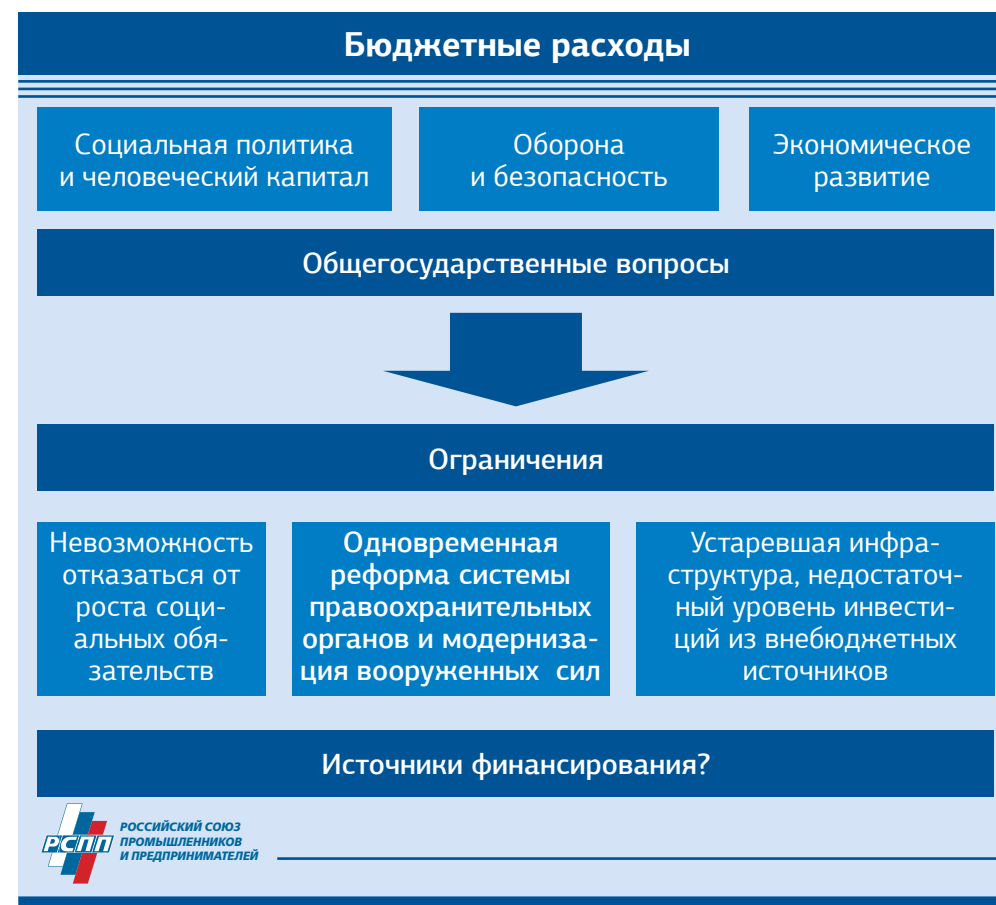 Бюджетные расходы
Социальная политика
и человеческий капитал
Оборона
и безопасность
Экономическое
развитие
Общегосударственные вопросы
Ограничения
Невозможность
отказаться от
роста соци-
альных обя-
зательств
Одновременная
реформа системы
правоохранительных
органов и модерниза-
ция вооруженных сил
Устаревшая инфра-
структура, недостаточ-
ный уровень инвести-
ций из внебюджетных
источников
Источники финансирования?
РСПП
РОССИЙСКИЙ СОЮЗ
ПРОМЫШЛЕННИКОВ
И ПРЕДПРИНИМАТЕЛЕЙ